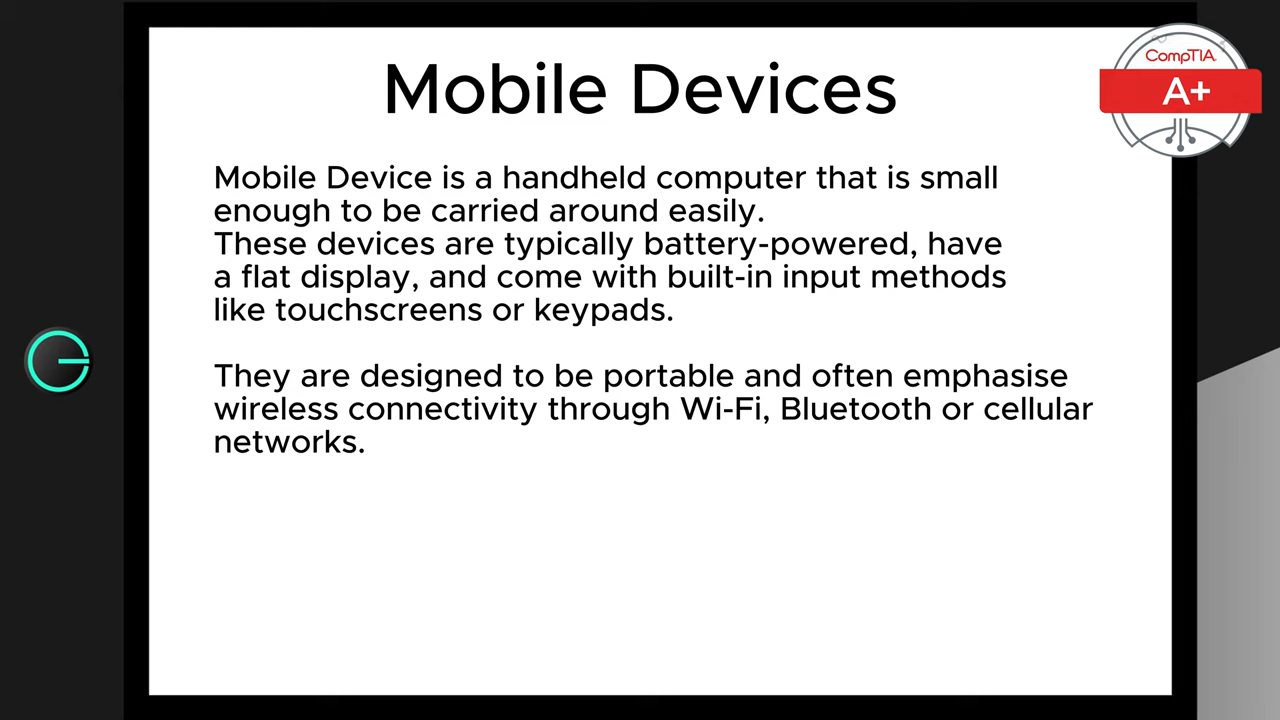 Mobile Devices
CompTIA.
A+
Mobile Device is a handheld computer that is small
enough to be carried around easily.
These devices are typically battery-powered, have
a flat display, and come with built-in input methods
like touchscreens or keypads.
They are designed to be portable and often emphasise
wireless connectivity through Wi-Fi, Bluetooth or cellular
networks.